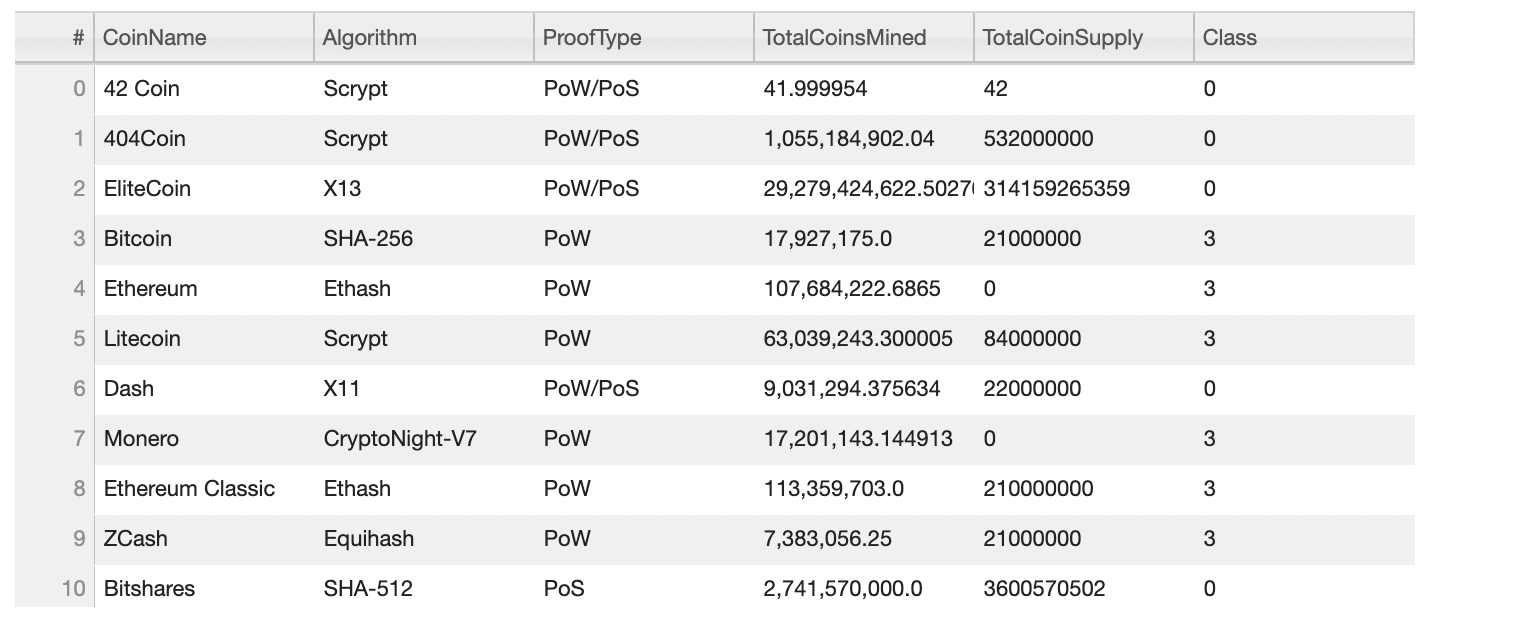 # CoinName Algorithm ProofType TotalCoinsMined TotalCoinSupply Class
0 42 Coin Scrypt PoW/PoS 41.999954 42 0
1 404Coin Scrypt PoW/PoS 1,055,184,902.04 532000000 0
2 EliteCoin X13 PoW/PoS 29,279,424,622.5027 314159265359 0
3 Bitcoin SHA-256 PoW 17,927,175.0 21000000 3
4 Ethereum Ethash PoW 107,684,222.6865 0 3
5 Litecoin Scrypt PoW 63,039,243.300005 84000000 3
6 Dash X11 PoW/PoS 9,031,294.375634 22000000 0
7 Monero CryptoNight-V7 PoW 17,201,143.144913 0 3
8 Ethereum Classic Ethash PoW 113,359,703.0 210000000 3
9 ZCash Equihash PoW 7,383,056.25 21000000 3
10 Bitshares SHA-512 PoS 2,741,570,000.0 3600570502 0